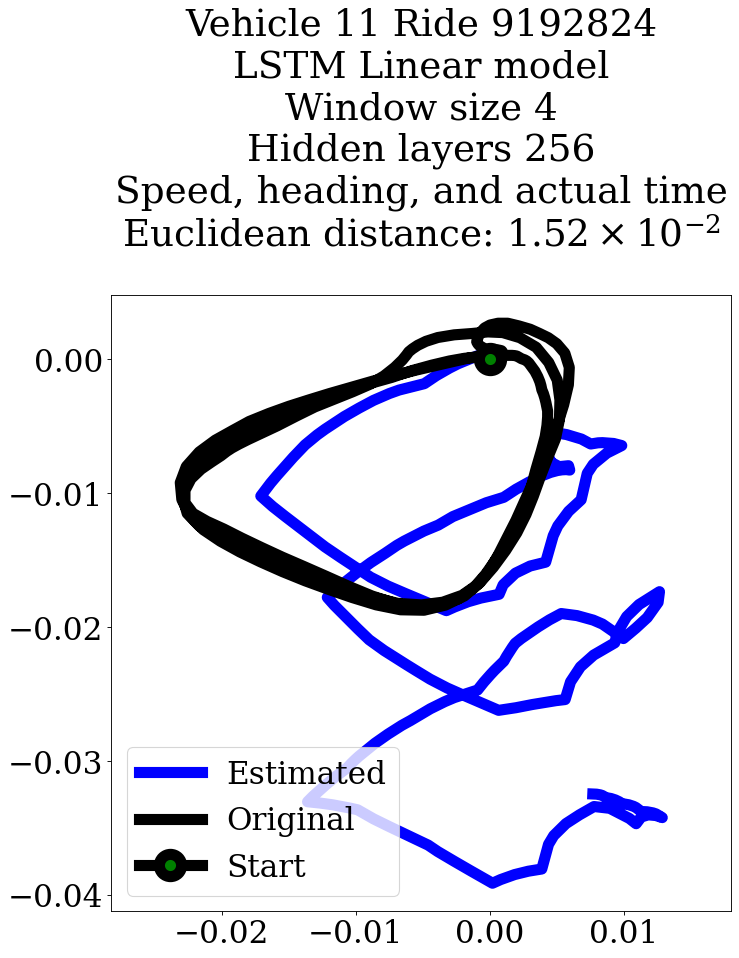 Vehicle 11 Ride 9192824
LSTM Linear model
Window size 4
Hidden layers 256
Speed, heading, and actual time
Euclidean distance: 1.52 × 10⁻²
0.00
−0.01
−0.02
−0.03
−0.04
Estimated
Original
Start
−0.02 −0.01 0.00 0.01